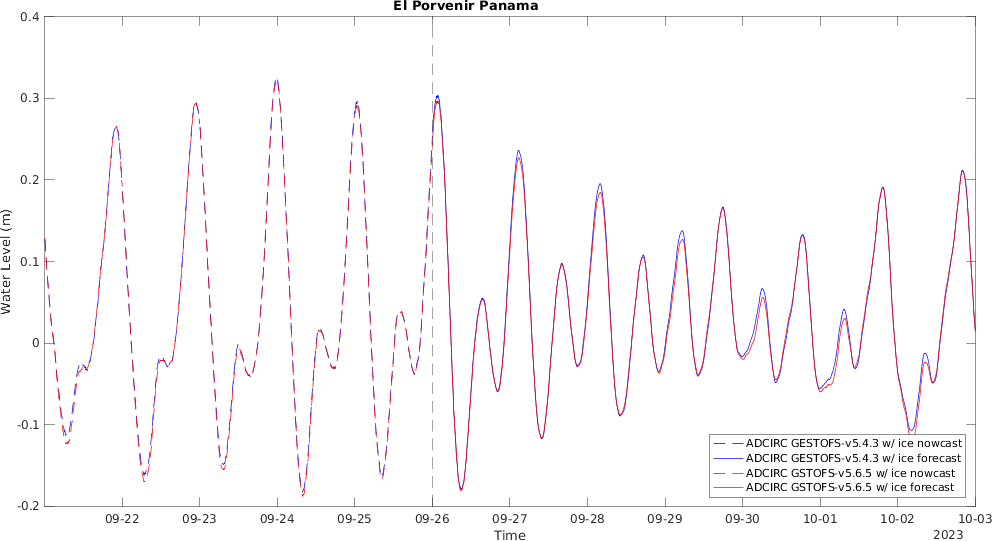 El Porvenir Panama
0.4
0.3
0.2
0.1
0
-0.1
-0.2
Water Level (m)
ADCIRC GESTOFS-v5.4.3 w/ ice nowcast
ADCIRC GESTOFS-v5.4.3 w/ ice forecast
ADCIRC GSTOFS-v5.6.5 w/ ice nowcast
ADCIRC GSTOFS-v5.6.5 w/ ice forecast
09-22 09-23 09-24 09-25 09-26 09-27 09-28 09-29 09-30 10-01 10-02 10-03
Time
2023